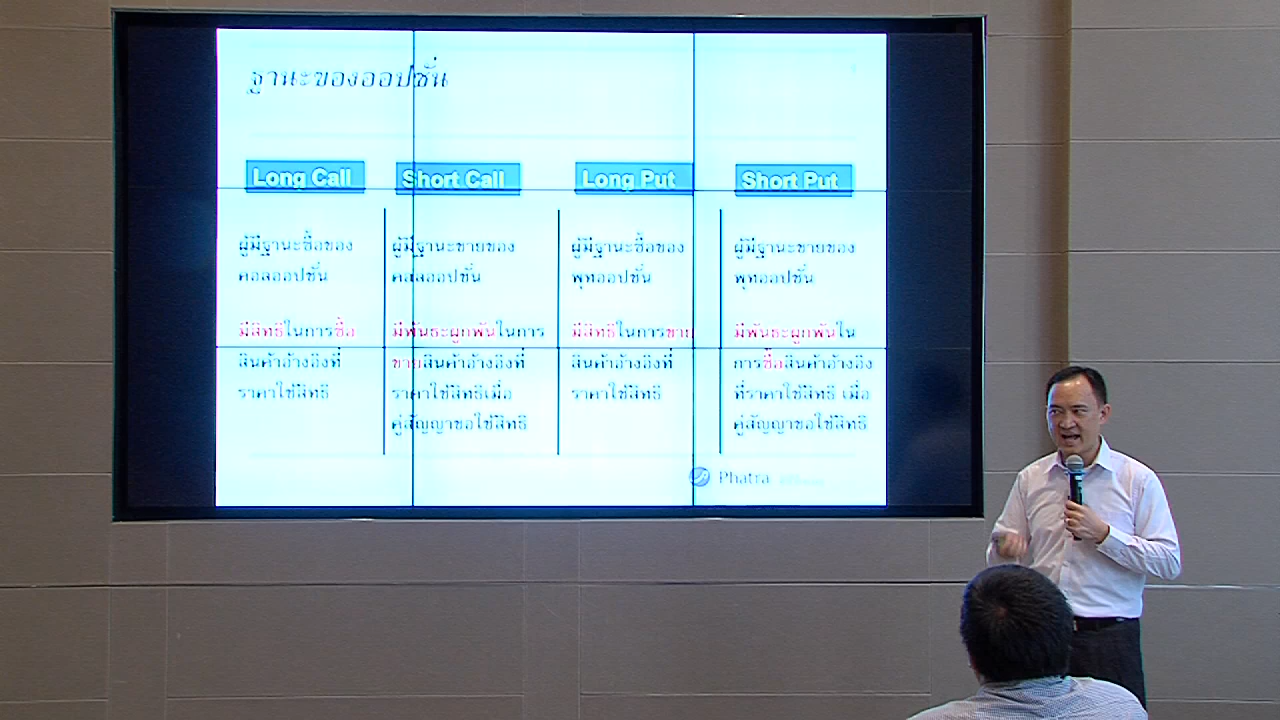 ฐานะของออปชั่น
Long Call
ผู้มีฐานะซื้อของ
คอลออปชั่น
มีสิทธิในการซื้อ
สินค้าอ้างอิงที่
ราคาใช้สิทธิ
Short Call
ผู้มีฐานะขายของ
คอลออปชั่น
มีพันธะผูกพันในการ
ขายสินค้าอ้างอิงที่
ราคาใช้สิทธิเมื่อ
คู่สัญญาขอใช้สิทธิ
Long Put
ผู้มีฐานะซื้อของ
พุทออปชั่น
มีสิทธิในการขาย
สินค้าอ้างอิงที่
ราคาใช้สิทธิ
Short Put
ผู้มีฐานะขายของ
พุทออปชั่น
มีพันธะผูกพันใน
การซื้อสินค้าอ้างอิง
ที่ราคาใช้สิทธิ เมื่อ
คู่สัญญาขอใช้สิทธิ
Phatra